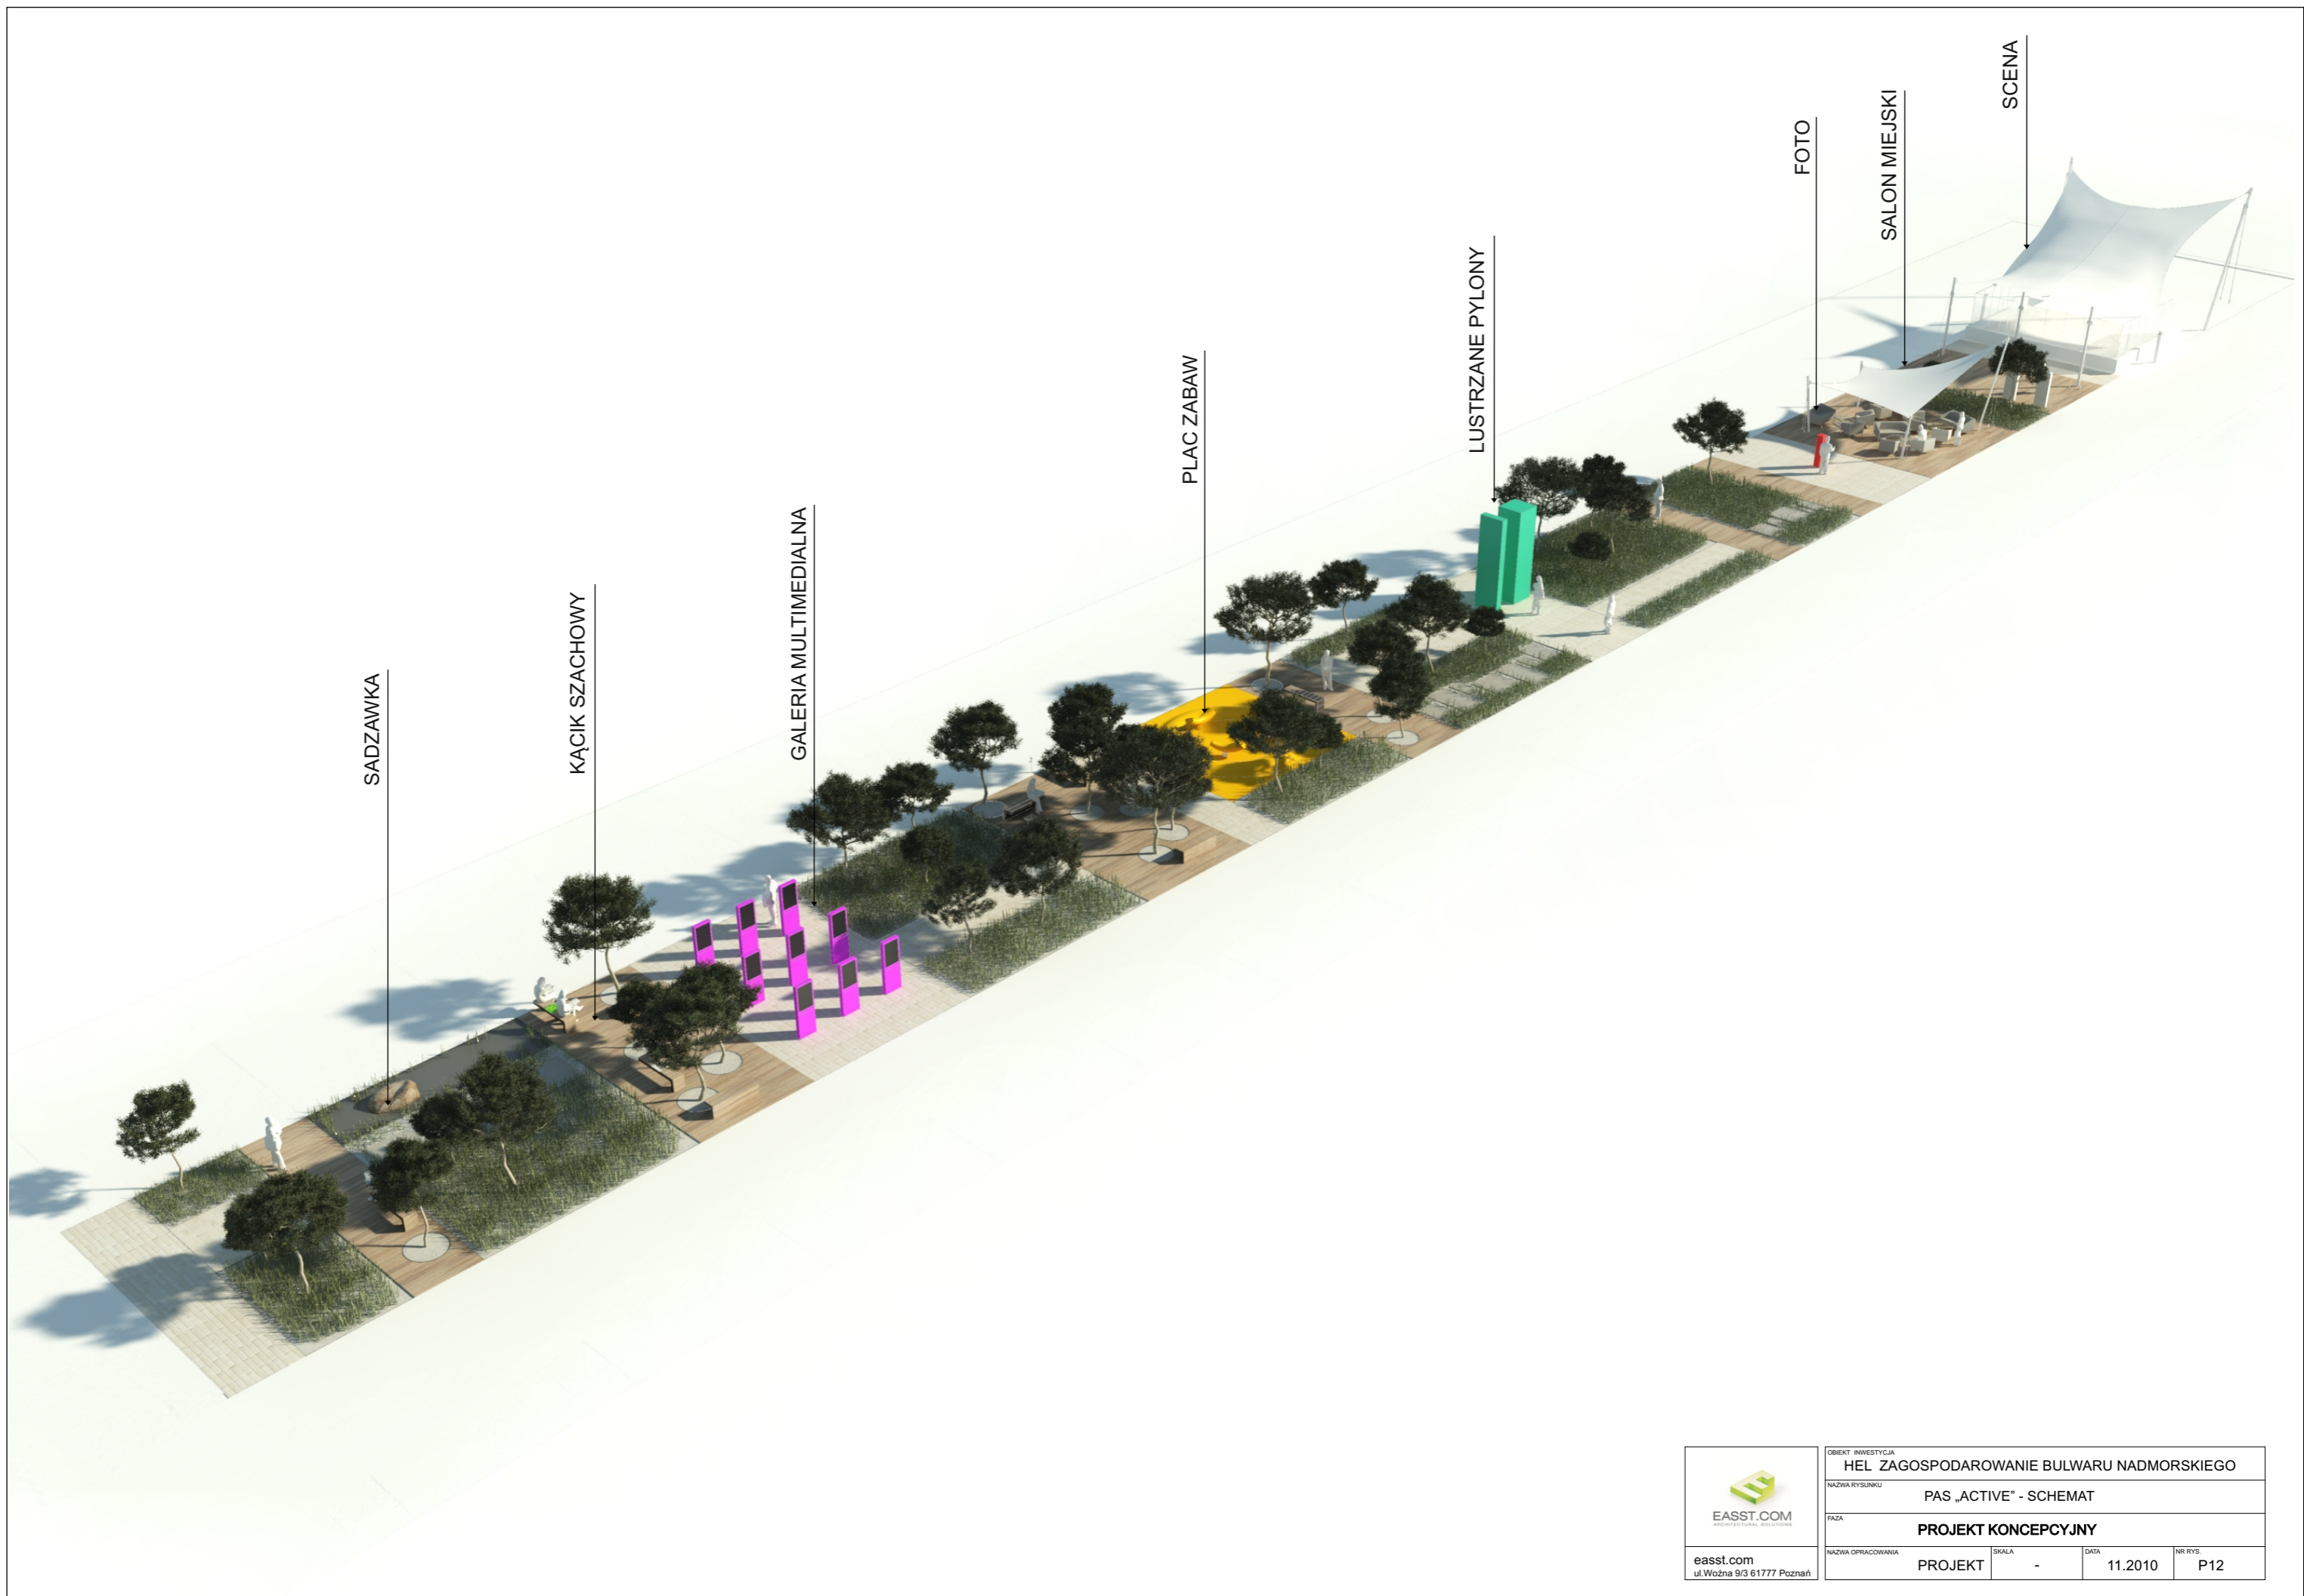 SCENA
SALON MIEJSKI
FOTO
LUSTRZANE PYLONY
PLAC ZABAW
GALERIA MULTIMEDIALNA
KĄCIK SZACHOWY
SADZAWKA
EASST.COM
ARCHITECTURAL SOLUTIONS
easst.com
ul.Woźna 9/3 61777 Poznań
OBIEKT INWESTYCJA
HEL ZAGOSPODAROWANIE BULWARU NADMORSKIEGO
NAZWA RYSUNKU
PAS „ACTIVE” - SCHEMAT
FAZA
PROJEKT KONCEPCYJNY
NAZWA OPRACOWANIA
PROJEKT
SKALA
-
DATA
11.2010
NR RYS.
P12